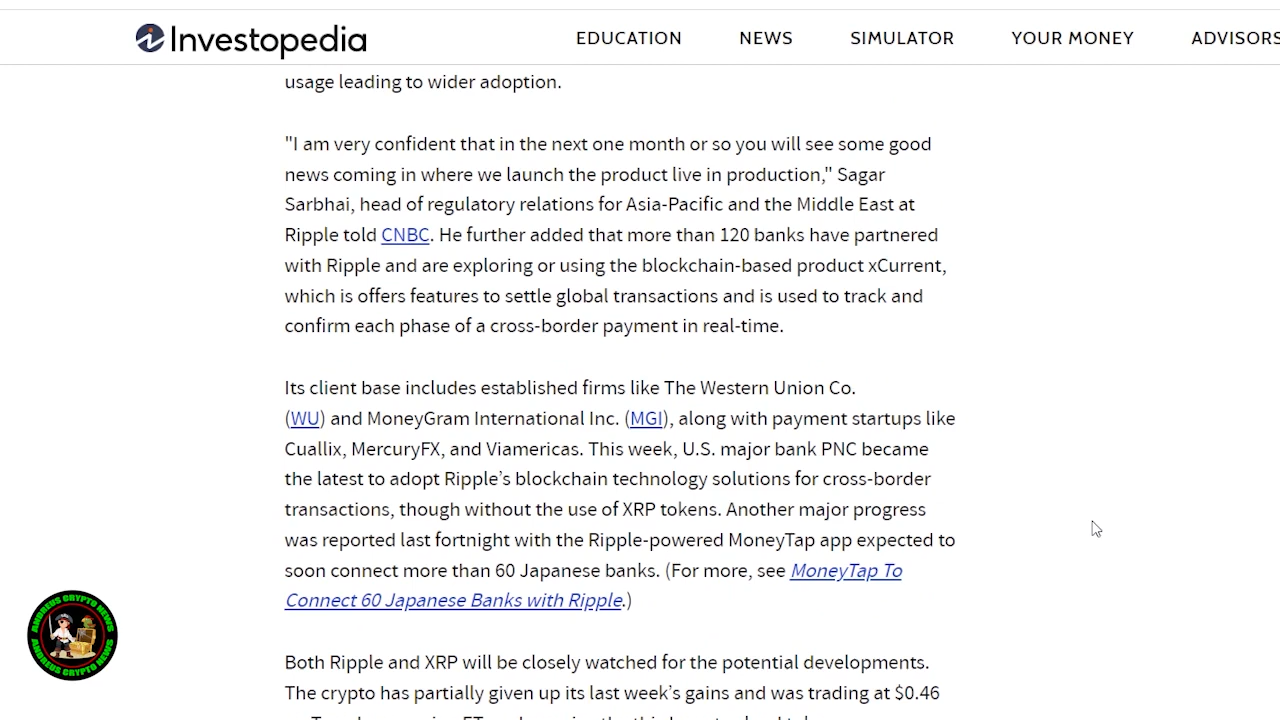 Investopedia
EDUCATION NEWS SIMULATOR YOUR MONEY ADVISORS
usage leading to wider adoption.
"I am very confident that in the next one month or so you will see some good
news coming in where we launch the product live in production," Sagar
Sarbhai, head of regulatory relations for Asia-Pacific and the Middle East at
Ripple told CNBC. He further added that more than 120 banks have partnered
with Ripple and are exploring or using the blockchain-based product xCurrent,
which is offers features to settle global transactions and is used to track and
confirm each phase of a cross-border payment in real-time.
Its client base includes established firms like The Western Union Co.
(WU) and MoneyGram International Inc. (MGI), along with payment startups like
Cuallix, MercuryFX, and Viamericas. This week, U.S. major bank PNC became
the latest to adopt Ripple’s blockchain technology solutions for cross-border
transactions, though without the use of XRP tokens. Another major progress
was reported last fortnight with the Ripple-powered MoneyTap app expected to
soon connect more than 60 Japanese banks. (For more, see MoneyTap To
Connect 60 Japanese Banks with Ripple.)
ANDREUS CRYPTO NEWS
ANDREUS CRYPTO NEWS
Both Ripple and XRP will be closely watched for the potential developments.
The crypto has partially given up its last week’s gains and was trading at $0.46